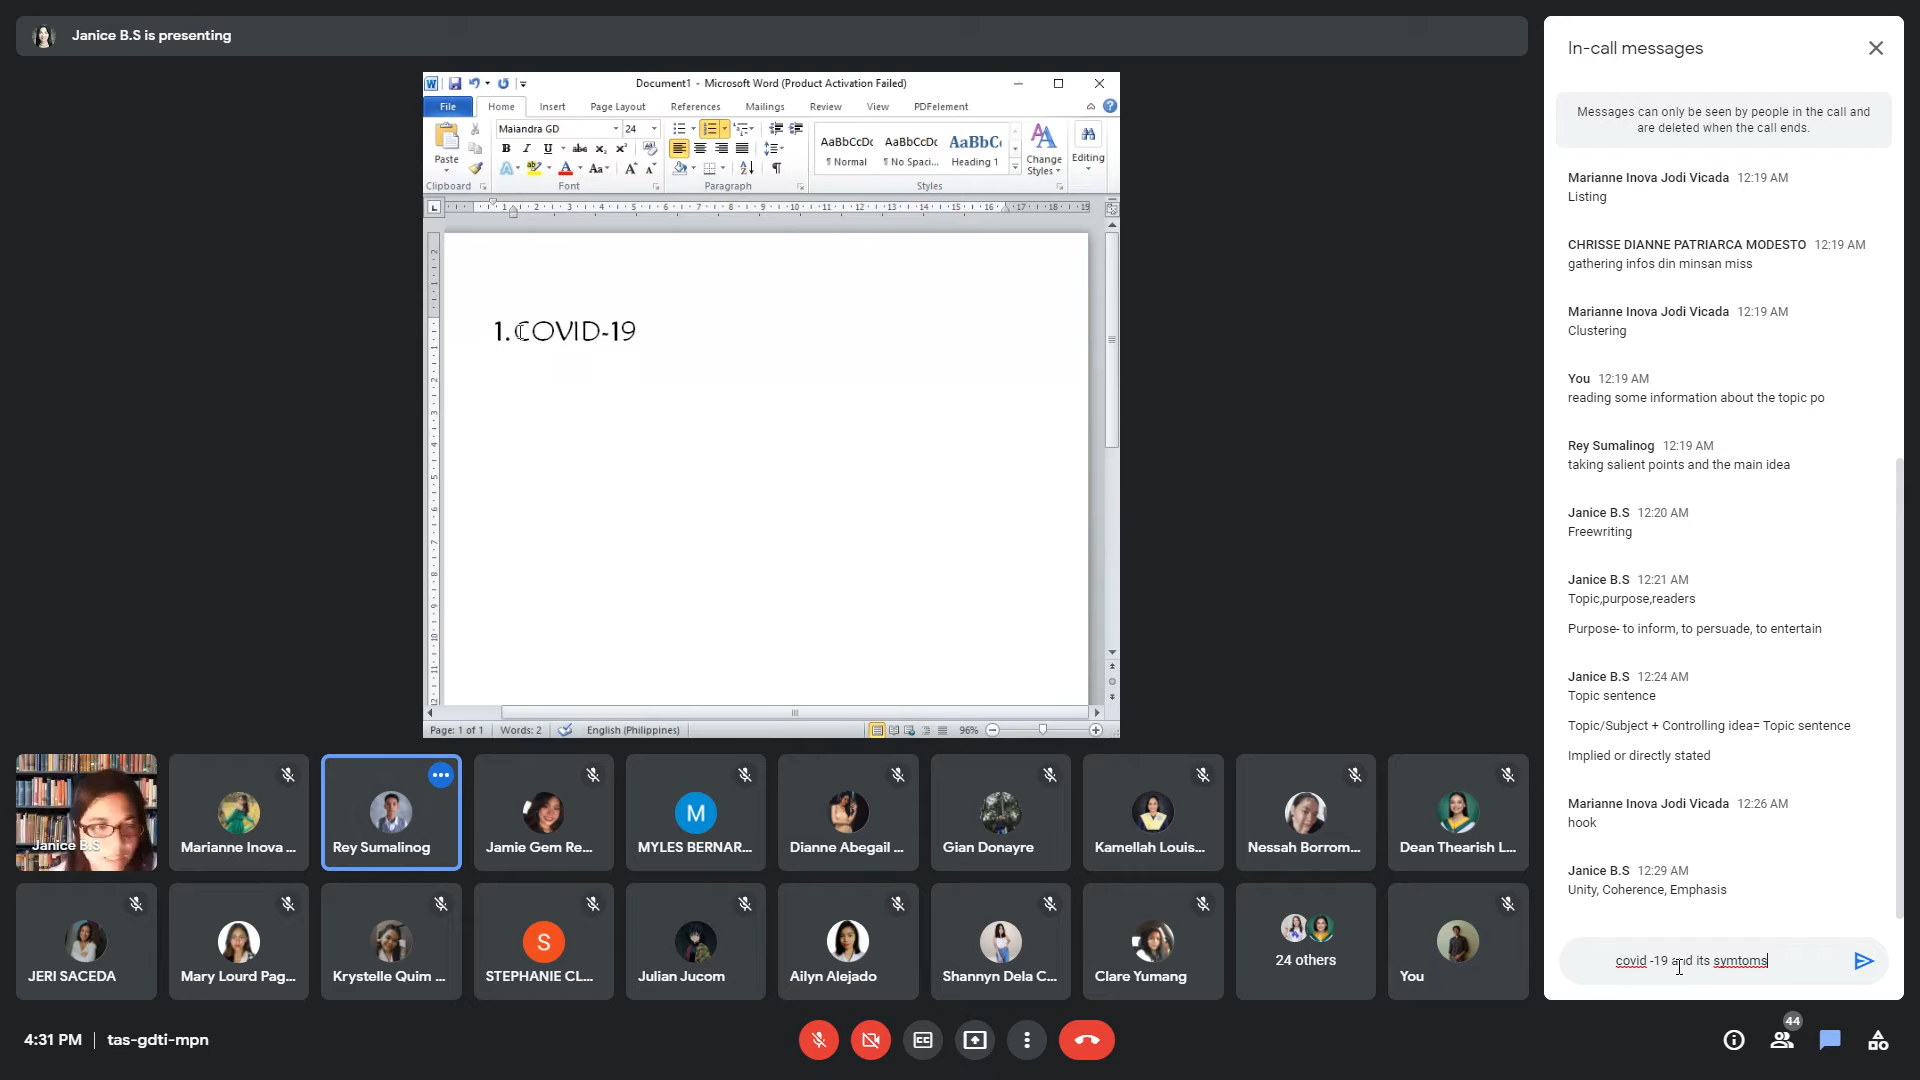 Janice B.S is presenting
Document1 - Microsoft Word (Product Activation Failed)
File Home Insert Page Layout References Mailings Review View PDFelement
Maiandra GD 24
Paste
B I U abc x₂ x²
AaBbCcDc AaBbCcDc AaBbC
¶ Normal ¶ No Spaci... Heading 1
Change Styles
Editing
Clipboard Font Paragraph Styles
1. COVID-19
Page: 1 of 1 Words: 2 English (Philippines) 96%
Janice B.S
Marianne Inova ...
Rey Sumalinog
Jamie Gem Re...
M
MYLES BERNAR...
Dianne Abegail ...
Gian Donayre
Kamellah Louis...
Nessah Borrom...
Dean Thearish L...
JERI SACEDA
Mary Lourd Pag...
Krystelle Quim ...
S
STEPHANIE CL...
Julian Jucom
Ailyn Alejado
Shannyn Dela C...
Clare Yumang
24 others
You
4:31 PM | tas-gdti-mpn
In-call messages
Messages can only be seen by people in the call and
are deleted when the call ends.
Marianne Inova Jodi Vicada 12:19 AM
Listing
CHRISSE DIANNE PATRIARCA MODESTO 12:19 AM
gathering infos din minsan miss
Marianne Inova Jodi Vicada 12:19 AM
Clustering
You 12:19 AM
reading some information about the topic po
Rey Sumalinog 12:19 AM
taking salient points and the main idea
Janice B.S 12:20 AM
Freewriting
Janice B.S 12:21 AM
Topic,purpose,readers
Purpose- to inform, to persuade, to entertain
Janice B.S 12:24 AM
Topic sentence
Topic/Subject + Controlling idea= Topic sentence
Implied or directly stated
Marianne Inova Jodi Vicada 12:26 AM
hook
Janice B.S 12:29 AM
Unity, Coherence, Emphasis
covid -19 and its symtoms
44